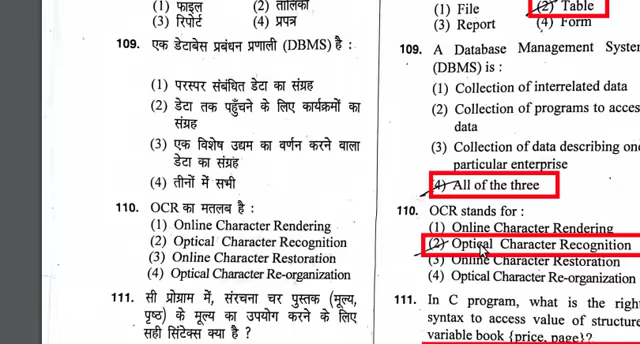 (1) फाइल (2) तालिका
(3) रिपोर्ट (4) प्रपत्र
109. एक डेटाबेस प्रबंधन प्रणाली (DBMS) है :
(1) परस्पर संबंधित डेटा का संग्रह
(2) डेटा तक पहुँचने के लिए कार्यक्रमों का
संग्रह
(3) एक विशेष उद्यम का वर्णन करने वाला
डेटा का संग्रह
(4) तीनों में सभी
110. OCR का मतलब है :
(1) Online Character Rendering
(2) Optical Character Recognition
(3) Online Character Restoration
(4) Optical Character Re-organization
111. सी प्रोग्राम में, संरचना चर पुस्तक (मूल्य,
पृष्ठ) के मूल्य का उपयोग करने के लिए
सही सिंटेक्स क्या है ?
(1) File (2) Table
(3) Report (4) Form
109. A Database Management System
(DBMS) is :
(1) Collection of interrelated data
(2) Collection of programs to access
data
(3) Collection of data describing one
particular enterprise
(4) All of the three
110. OCR stands for :
(1) Online Character Rendering
(2) Optical Character Recognition
(3) Online Character Restoration
(4) Optical Character Re-organization
111. In C program, what is the right
syntax to access value of structure
variable book {price, page}?